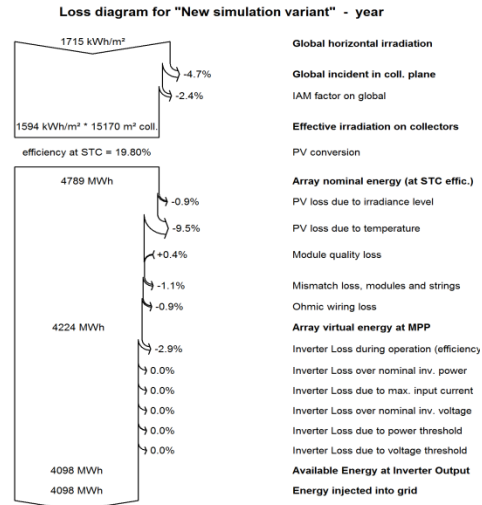 Loss diagram for "New simulation variant" - year
1715 kWh/m² Global horizontal irradiation
-4.7% Global incident in coll. plane
-2.4% IAM factor on global
1594 kWh/m² * 15170 m² coll. Effective irradiation on collectors
efficiency at STC = 19.80% PV conversion
4789 MWh Array nominal energy (at STC effic.)
-0.9% PV loss due to irradiance level
-9.5% PV loss due to temperature
+0.4% Module quality loss
-1.1% Mismatch loss, modules and strings
-0.9% Ohmic wiring loss
4224 MWh Array virtual energy at MPP
-2.9% Inverter Loss during operation (efficiency
0.0% Inverter Loss over nominal inv. power
0.0% Inverter Loss due to max. input current
0.0% Inverter Loss over nominal inv. voltage
0.0% Inverter Loss due to power threshold
0.0% Inverter Loss due to voltage threshold
4098 MWh Available Energy at Inverter Output
4098 MWh Energy injected into grid